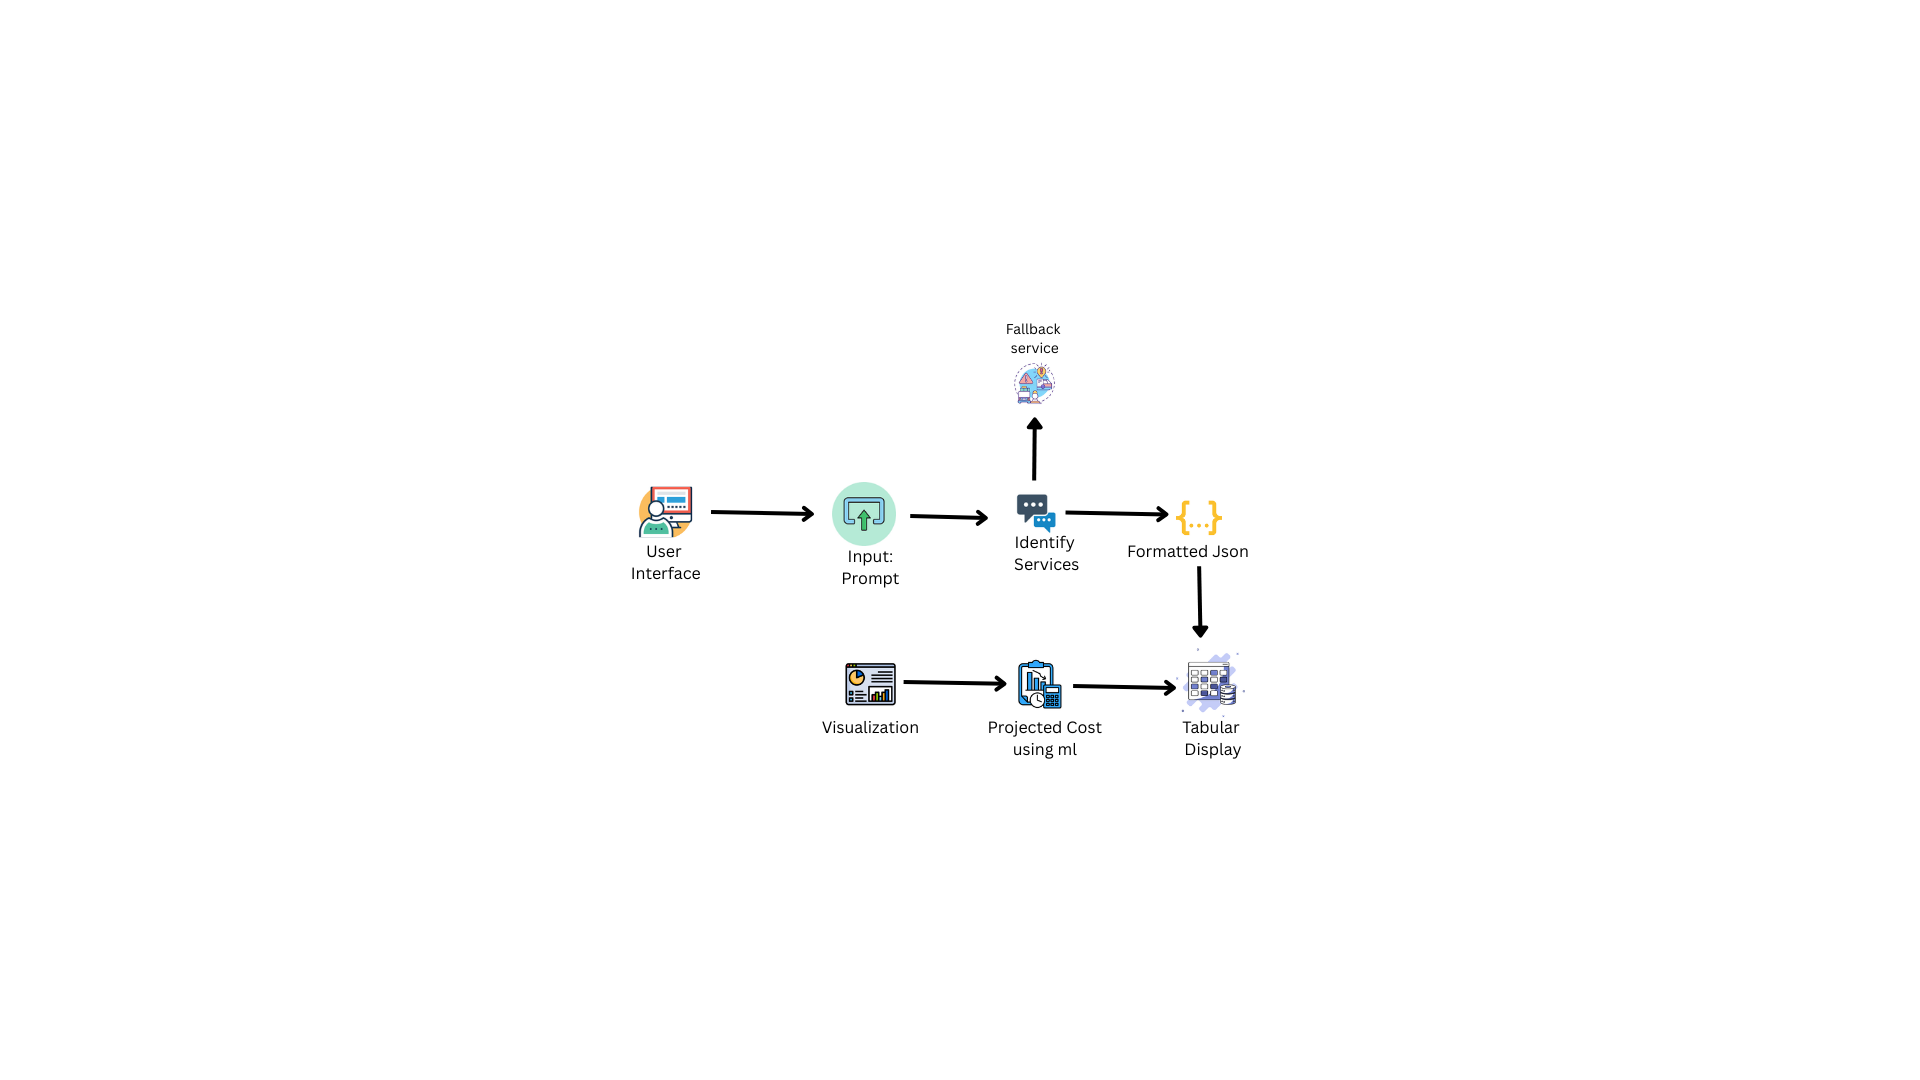 Fallback
service
User
Interface
Input:
Prompt
Identify
Services
Formatted Json
Visualization
Projected Cost
using ml
Tabular
Display